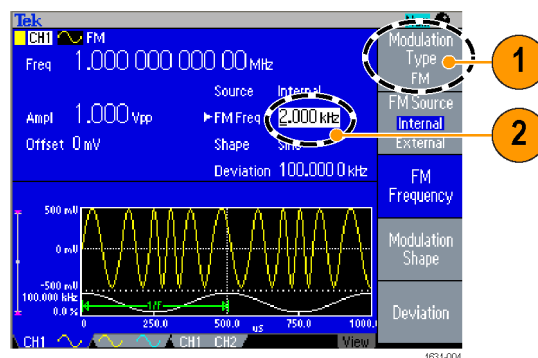 Tek
CH1 FM
Freq 1.000 000 000 00 MHz
Source Internal
Ampl 1.000 Vpp
FM Freq 2.000 kHz
Offset 0 mV
Shape Sine
Deviation 100.000 0 kHz
Modulation
Type
FM
1
FM Source
Internal
External
2
FM
Frequency
Modulation
Shape
Deviation
500 mU
0 mU
-500 mU
100.000 kHz
0.0 %
1/F
0 250.0 500.0 us 750.0 1000.
CH1 CH1 CH2 View
1631-004